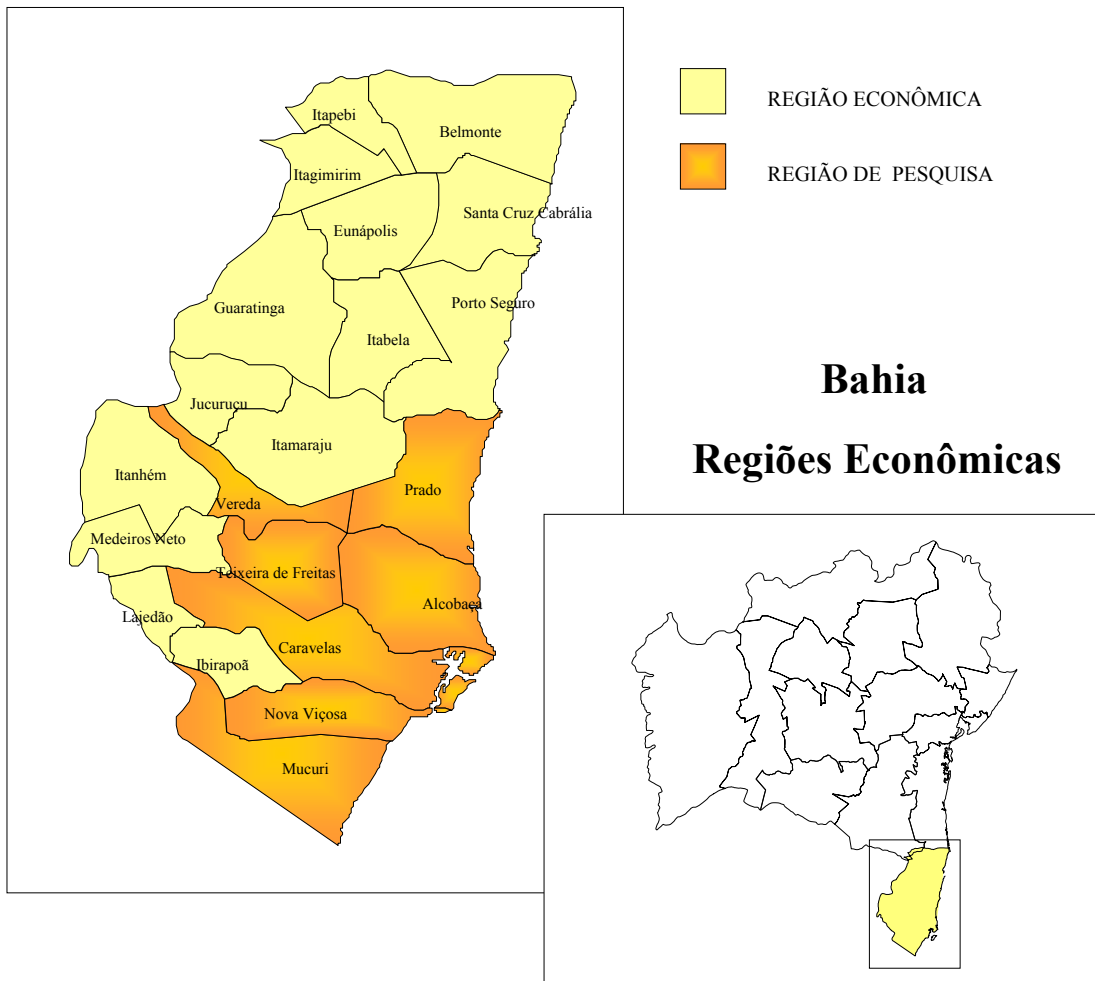 REGIÃO ECONÔMICA
REGIÃO DE PESQUISA
Itapebi
Belmonte
Itagimirim
Santa Cruz Cabrália
Eunápolis
Porto Seguro
Guaratinga
Itabela
Jucuruçu
Itamaraju
Itanhém
Prado
Vereda
Medeiros Neto
Teixeira de Freitas
Alcobaça
Lajedão
Caravelas
Ibirapoã
Nova Viçosa
Mucuri
Bahia
Regiões Econômicas